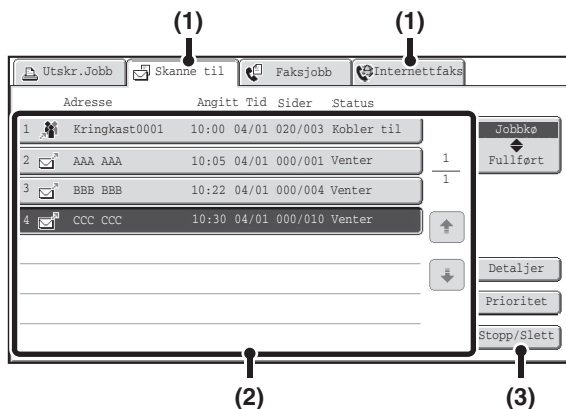 (1) (1)
Utskr.Jobb Skanne til Faksjobb Internettfaks
Adresse Angitt Tid Sider Status
1 Kringkast0001 10:00 04/01 020/003 Kobler til
2 AAA AAA 10:05 04/01 000/001 Venter
3 BBB BBB 10:22 04/01 000/004 Venter
4 CCC CCC 10:30 04/01 000/010 Venter
1
1
Jobbkø
Fullført
Detaljer
Prioritet
Stopp/Slett
(2) (3)